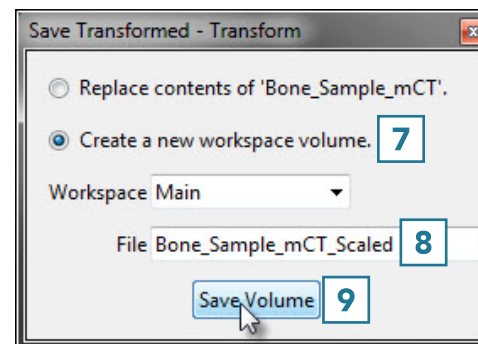 Save Transformed - Transform
Replace contents of 'Bone_Sample_mCT'.
Create a new workspace volume. 7
Workspace Main
File Bone_Sample_mCT_Scaled 8
Save Volume 9